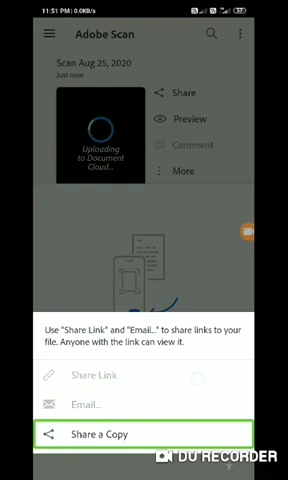 11:51 PM | 0.0KB/s
Adobe Scan
Scan Aug 25, 2020
Just now
Share
Uploading
to Document
Cloud...
Preview
Comment
More
Use "Share Link" and "Email..." to share links to your
file. Anyone with the link can view it.
Share Link
Email...
Share a Copy
DU RECORDER